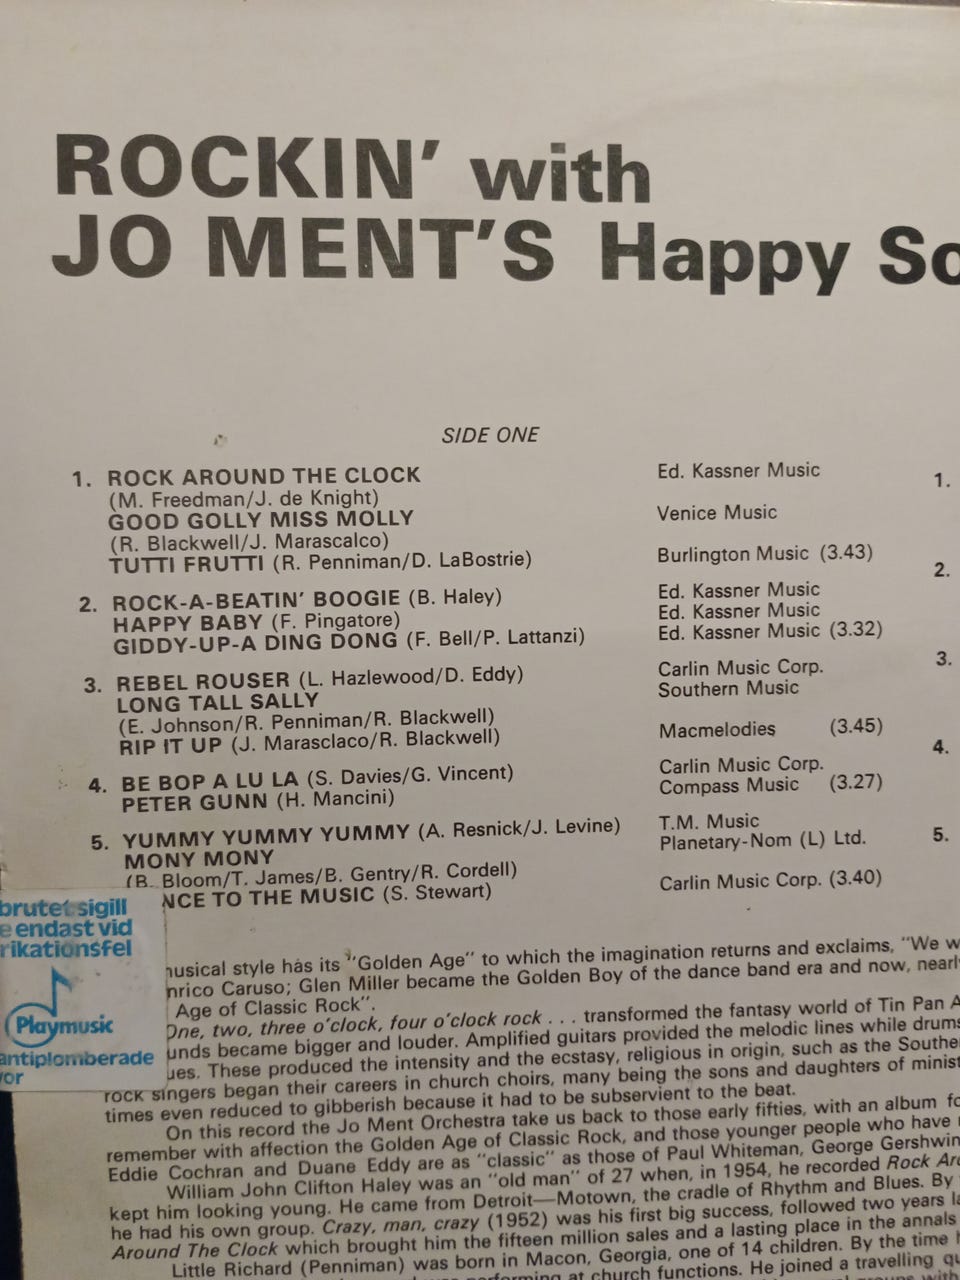 ROCKIN' with
JO MENT'S Happy So
SIDE ONE
1. ROCK AROUND THE CLOCK Ed. Kassner Music
(M. Freedman/J. de Knight)
GOOD GOLLY MISS MOLLY Venice Music
(R. Blackwell/J. Marascalco)
TUTTI FRUTTI (R. Penniman/D. LaBostrie) Burlington Music (3.43)
2. ROCK-A-BEATIN' BOOGIE (B. Haley) Ed. Kassner Music
HAPPY BABY (F. Pingatore) Ed. Kassner Music
GIDDY-UP-A DING DONG (F. Bell/P. Lattanzi) Ed. Kassner Music (3.32)
3. REBEL ROUSER (L. Hazlewood/D. Eddy) Carlin Music Corp.
LONG TALL SALLY Southern Music
(E. Johnson/R. Penniman/R. Blackwell)
RIP IT UP (J. Marasclaco/R. Blackwell) Macmelodies (3.45)
4. BE BOP A LU LA (S. Davies/G. Vincent) Carlin Music Corp.
PETER GUNN (H. Mancini) Compass Music (3.27)
5. YUMMY YUMMY YUMMY (A. Resnick/J. Levine) T.M. Music
MONY MONY Planetary-Nom (L) Ltd.
(B. Bloom/T. James/B. Gentry/R. Cordell)
NCE TO THE MUSIC (S. Stewart) Carlin Music Corp. (3.40)
1.
2.
3.
4.
5.
brutet sigill
e endast vid
rikationsfel
Playmusic
antiplomberade
or
musical style has its "Golden Age" to which the imagination returns and exclaims, "We w
nrico Caruso; Glen Miller became the Golden Boy of the dance band era and now, nearl
Age of Classic Rock".
One, two, three o'clock, four o'clock rock . . . transformed the fantasy world of Tin Pan A
unds became bigger and louder. Amplified guitars provided the melodic lines while drums
ues. These produced the intensity and the ecstasy, religious in origin, such as the Southe
rock singers began their careers in church choirs, many being the sons and daughters of minist
times even reduced to gibberish because it had to be subservient to the beat.
On this record the Jo Ment Orchestra take us back to those early fifties, with an album fo
remember with affection the Golden Age of Classic Rock, and those younger people who have
Eddie Cochran and Duane Eddy are as "classic" as those of Paul Whiteman, George Gershwin
William John Clifton Haley was an "old man" of 27 when, in 1954, he recorded Rock Aro
kept him looking young. He came from Detroit—Motown, the cradle of Rhythm and Blues. By
he had his own group. Crazy, man, crazy (1952) was his first big success, followed two years la
Around The Clock which brought him the fifteen million sales and a lasting place in the annals
Little Richard (Penniman) was born in Macon, Georgia, one of 14 children. By the time
performing at church functions. He joined a travelling qu